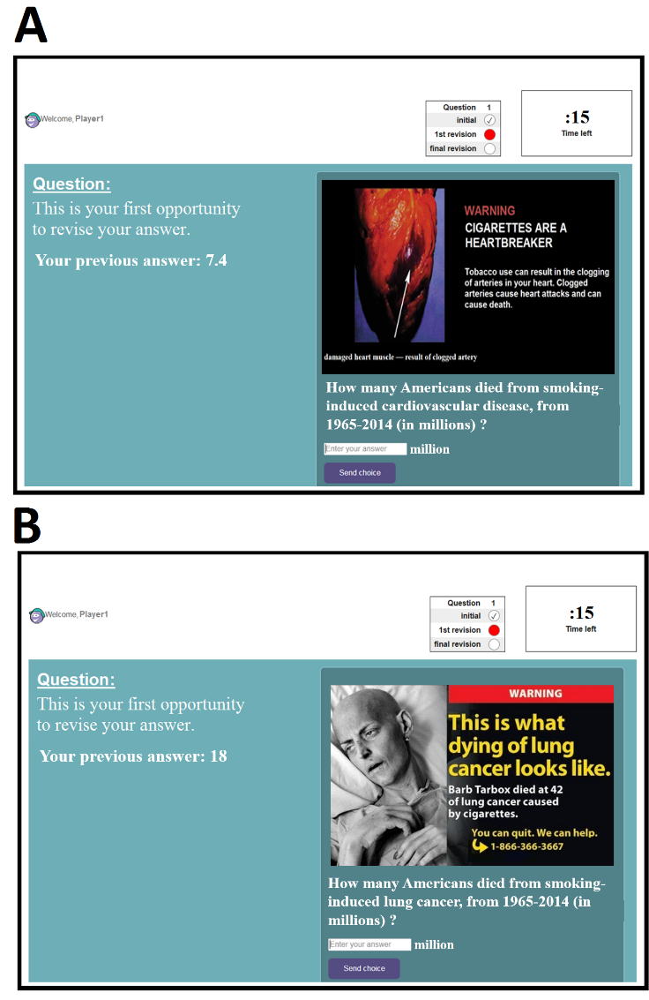 A
Welcome, Player1
Question 1
initial
1st revision
final revision
:15
Time left
Question:
This is your first opportunity
to revise your answer.
Your previous answer: 7.4
WARNING
CIGARETTES ARE A
HEARTBREAKER
Tobacco use can result in the clogging
of arteries in your heart. Clogged
arteries cause heart attacks and can
cause death.
damaged heart muscle — result of clogged artery
How many Americans died from smoking-
induced cardiovascular disease, from
1965-2014 (in millions) ?
Enter your answer million
Send choice
B
Welcome, Player1
Question 1
initial
1st revision
final revision
:15
Time left
Question:
This is your first opportunity
to revise your answer.
Your previous answer: 18
WARNING
This is what
dying of lung
cancer looks like.
Barb Tarbox died at 42
of lung cancer caused
by cigarettes.
You can quit. We can help.
1-866-366-3667
How many Americans died from smoking-
induced lung cancer, from 1965-2014 (in
millions) ?
Enter your answer million
Send choice